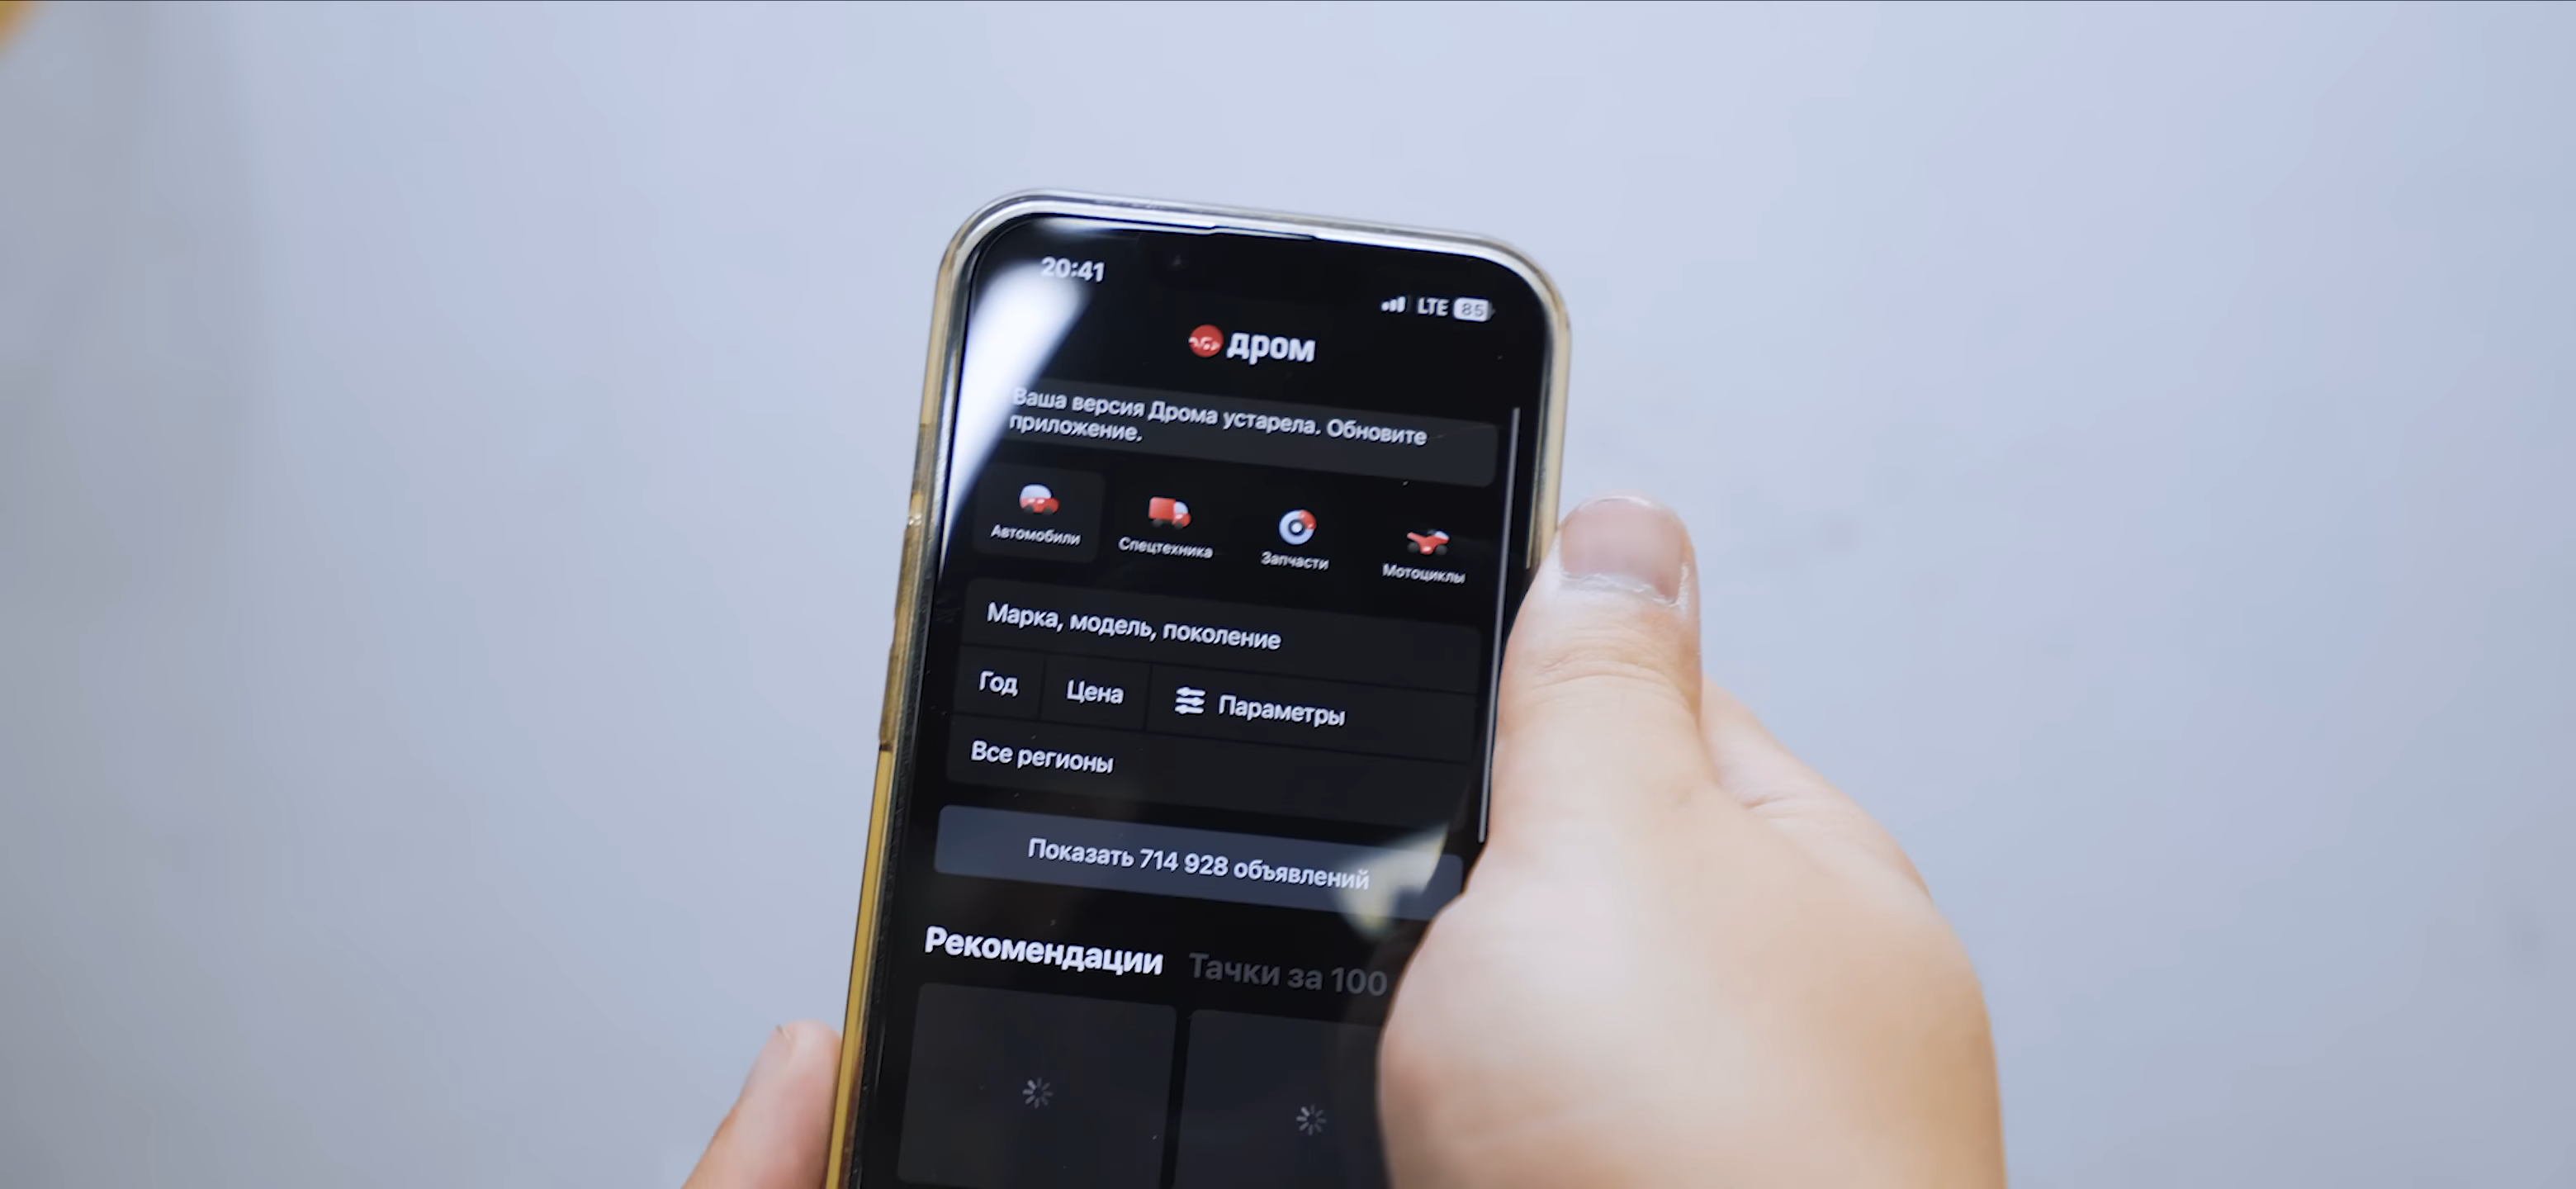 20:41
LTE 85
дром
Ваша версия Дрома устарела. Обновите
приложение.
Автомобили Спецтехника Запчасти Мотоциклы
Марка, модель, поколение
Год Цена Параметры
Все регионы
Показать 714 928 объявлений
Рекомендации Тачки за 100